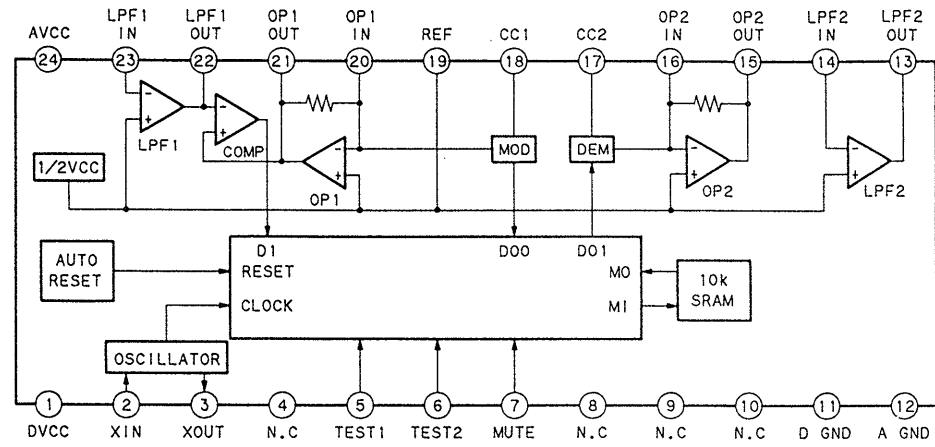 AVCC
LPF1 IN
LPF1 OUT
OP1 OUT
OP1 IN
REF
CC1
CC2
OP2 IN
OP2 OUT
LPF2 IN
LPF2 OUT
24
23
22
21
20
19
18
17
16
15
14
13
-
+
LPF1
-
+
COMP
-
+
OP1
MOD
DEM
-
+
OP2
-
+
LPF2
1/2VCC
D1
DO0
DO1
AUTO
RESET
RESET
CLOCK
MO
MI
10k
SRAM
OSCILLATOR
1
2
3
4
5
6
7
8
9
10
11
12
DVCC
XIN
XOUT
N.C
TEST1
TEST2
MUTE
N.C
N.C
N.C
D GND
A GND